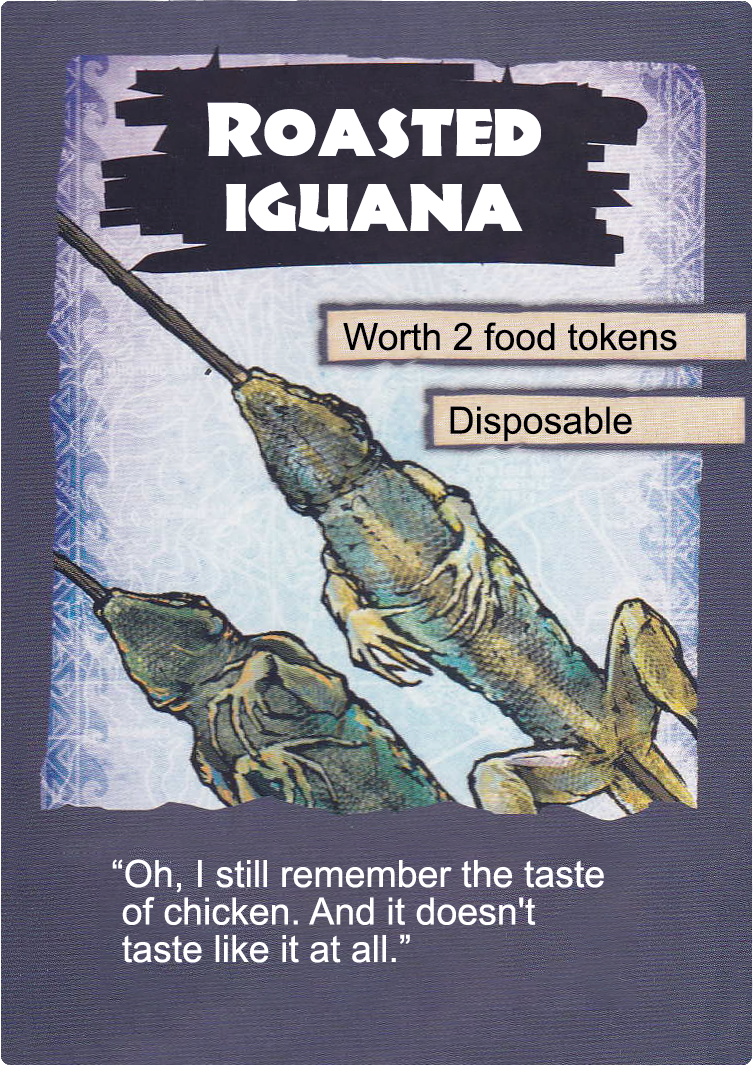 ROASTED
IGUANA
Worth 2 food tokens
Disposable
“Oh, I still remember the taste
of chicken. And it doesn't
taste like it at all.”